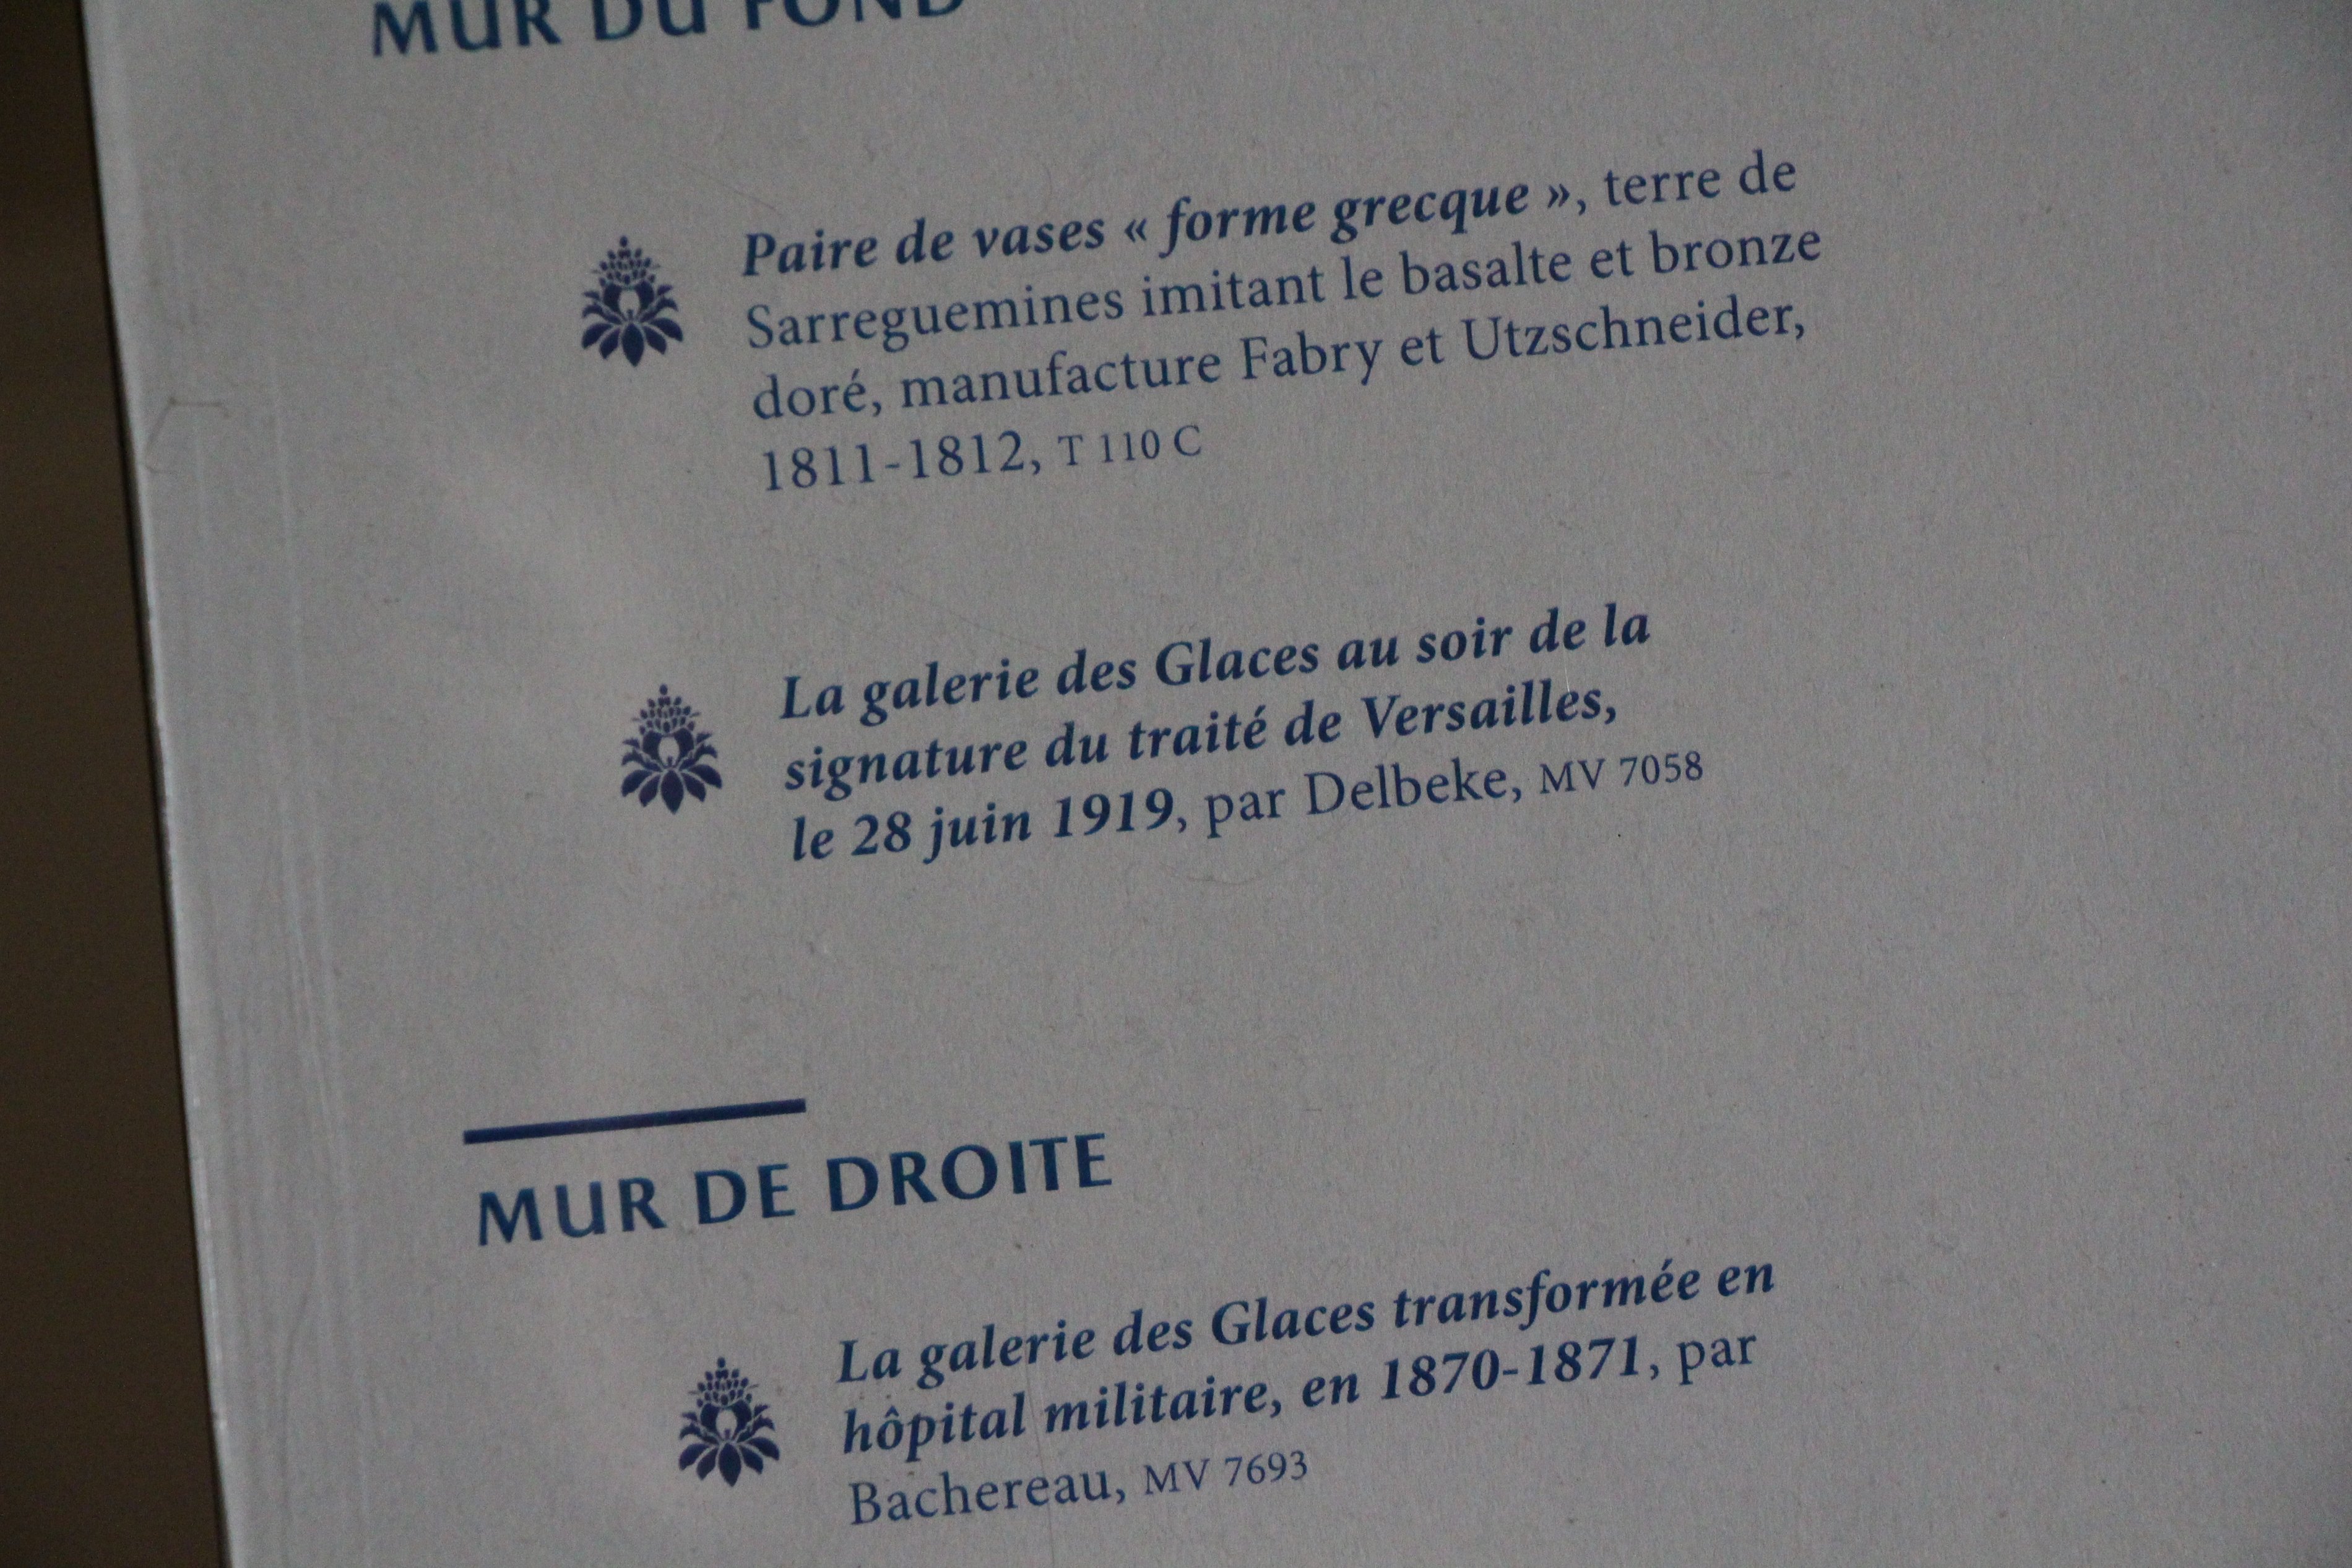 MUR DU FOND
Paire de vases « forme grecque », terre de
Sarreguemines imitant le basalte et bronze
doré, manufacture Fabry et Utzschneider,
1811-1812, T 110 C
La galerie des Glaces au soir de la
signature du traité de Versailles,
le 28 juin 1919, par Delbeke, MV 7058
MUR DE DROITE
La galerie des Glaces transformée en
hôpital militaire, en 1870-1871, par
Bachereau, MV 7693